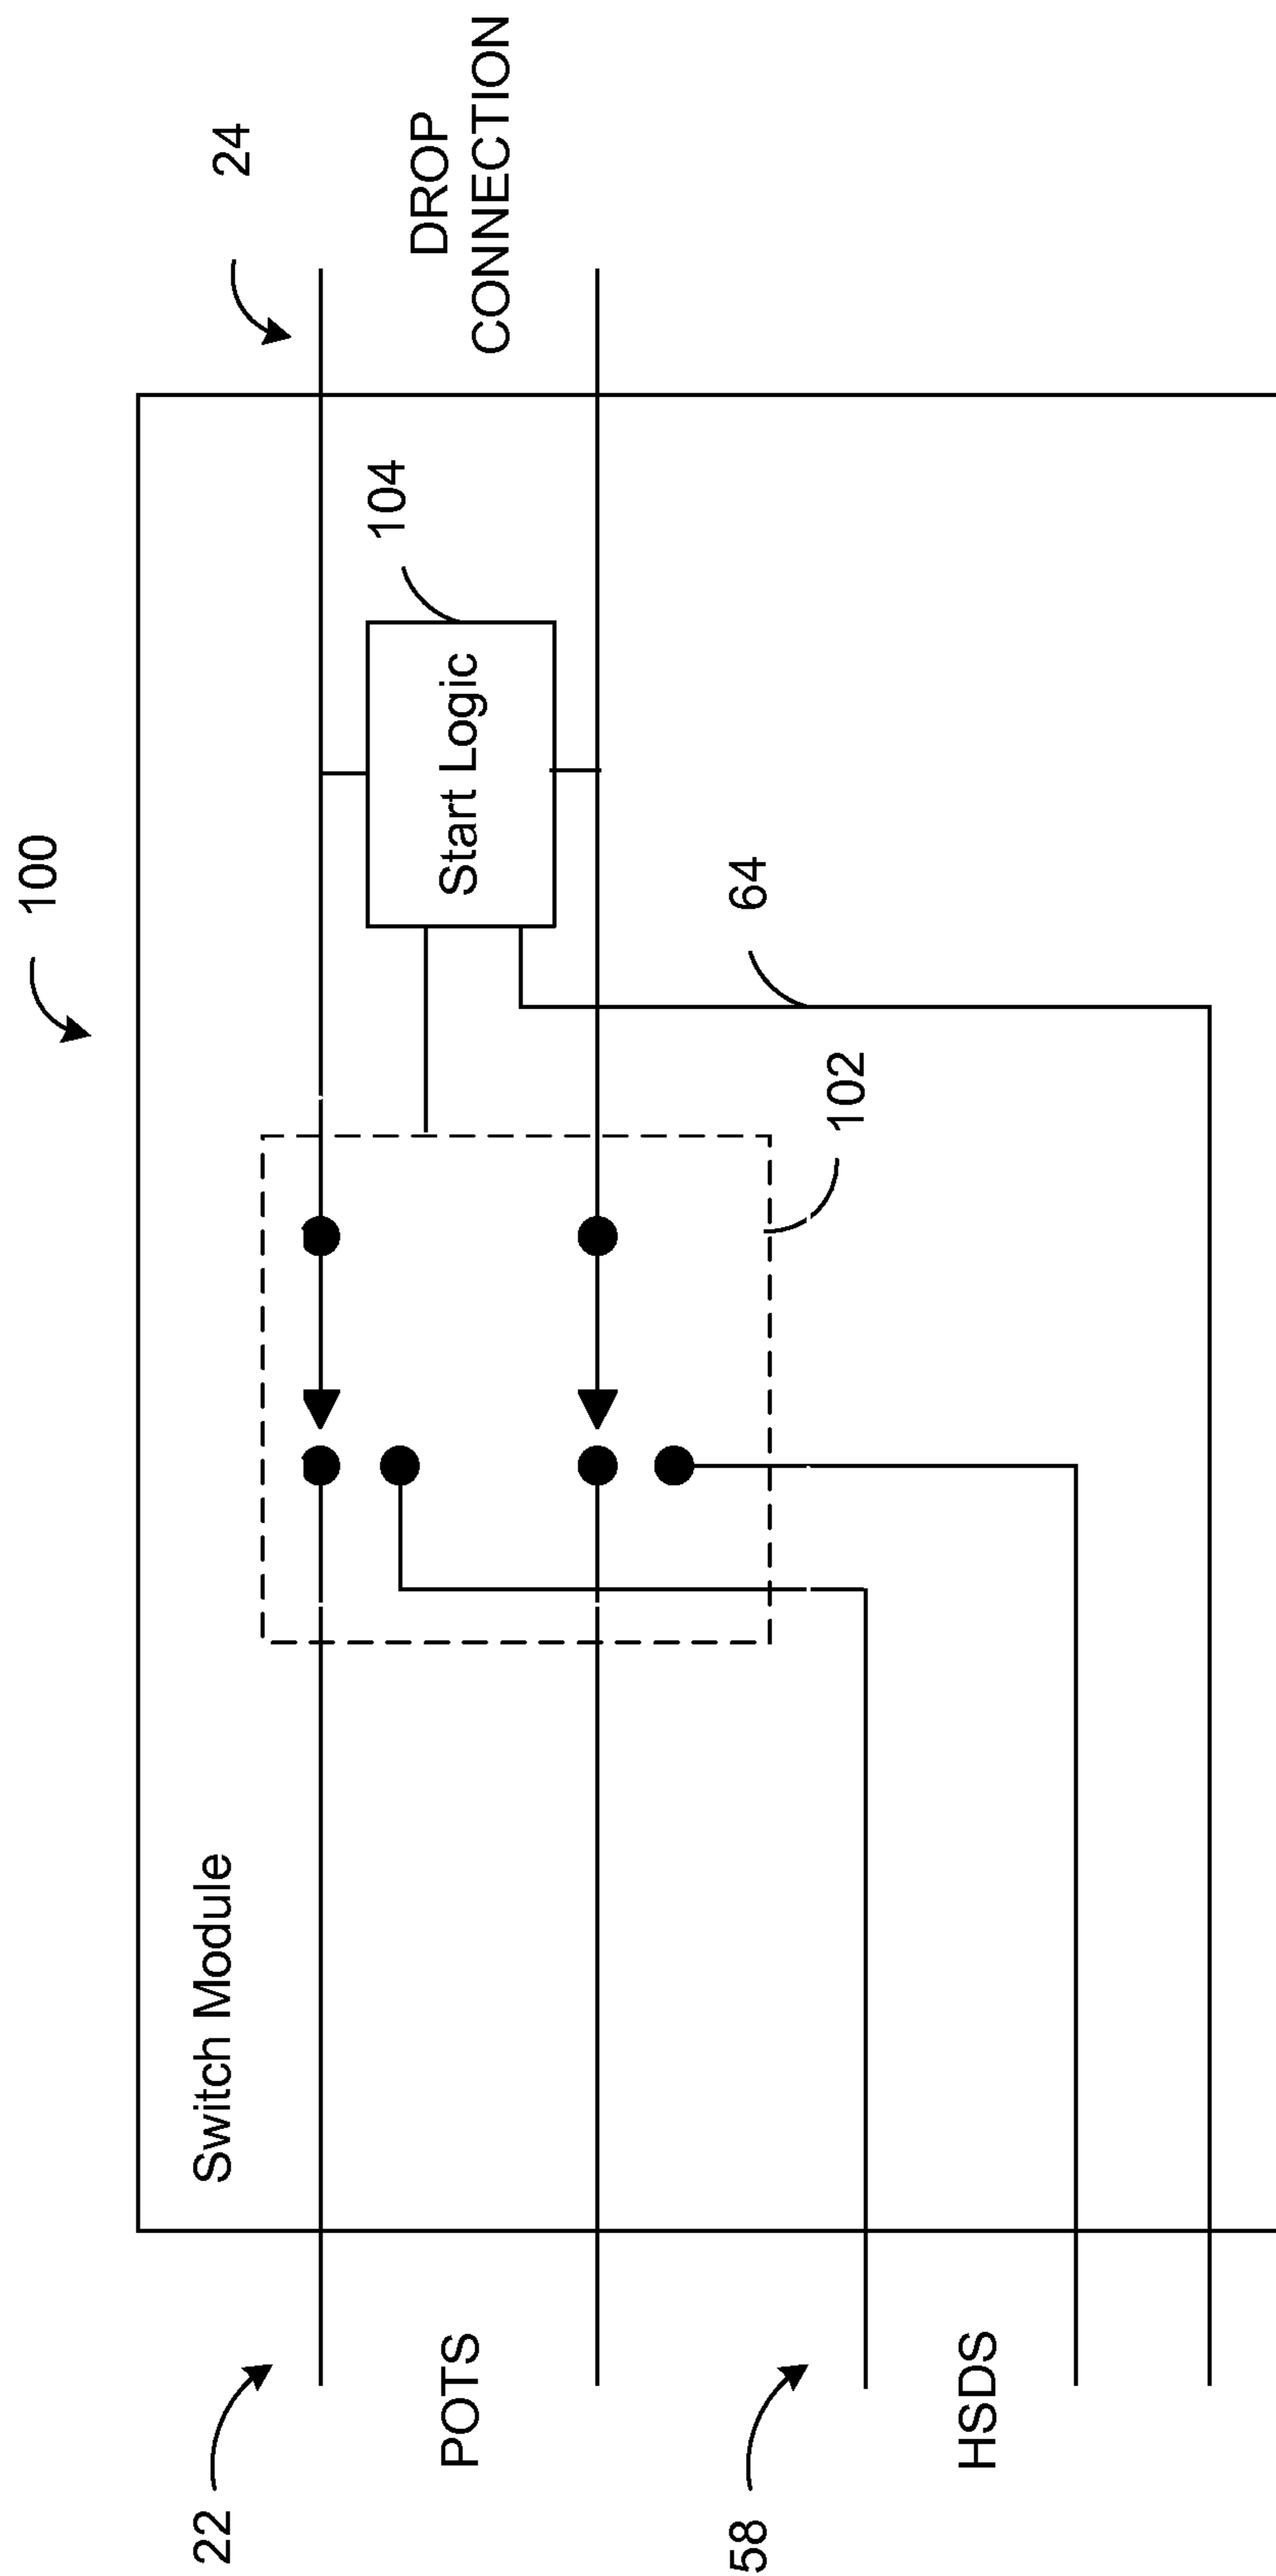 100
24
Switch Module
DROP
CONNECTION
104
Start Logic
22
POTS
64
102
58
HSDS